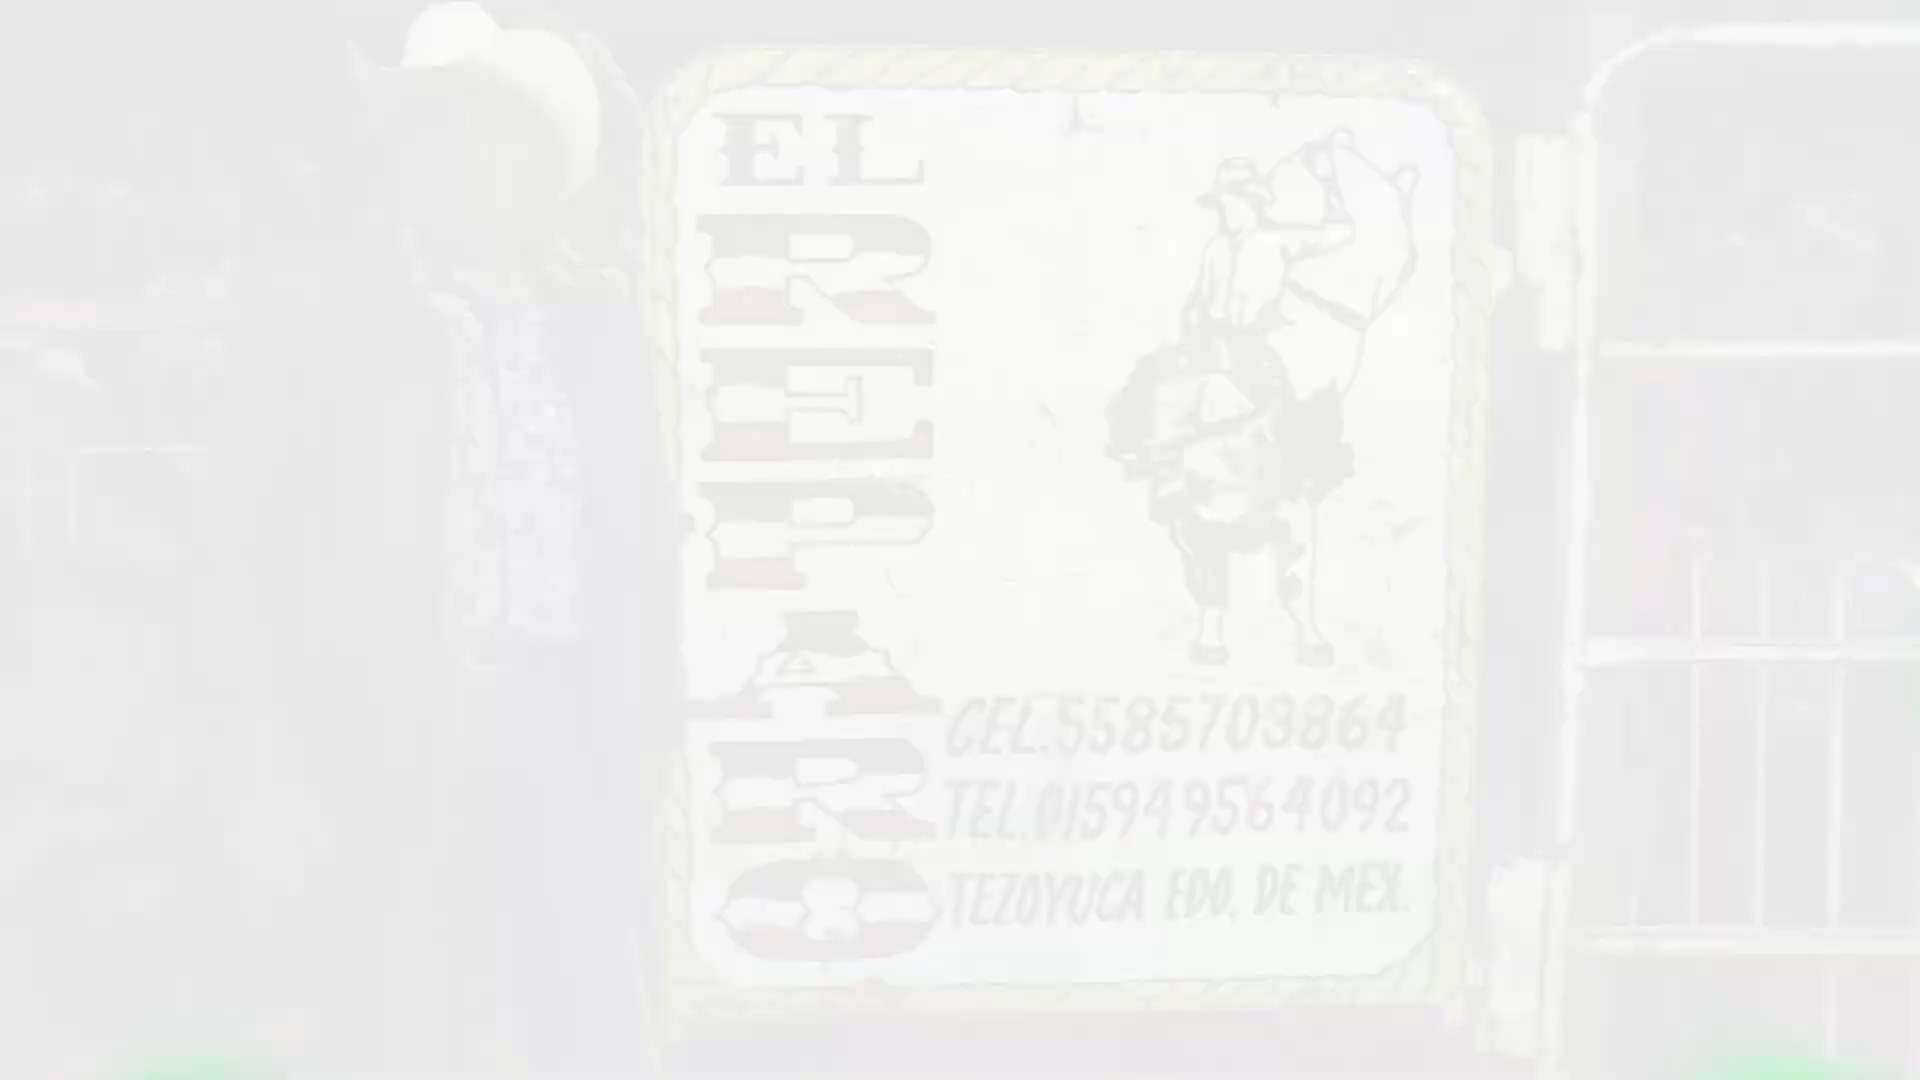 EL
REPARO
CEL.5585703864
TEL.015949564092
TEZOYUCA EDO. DE MEX.